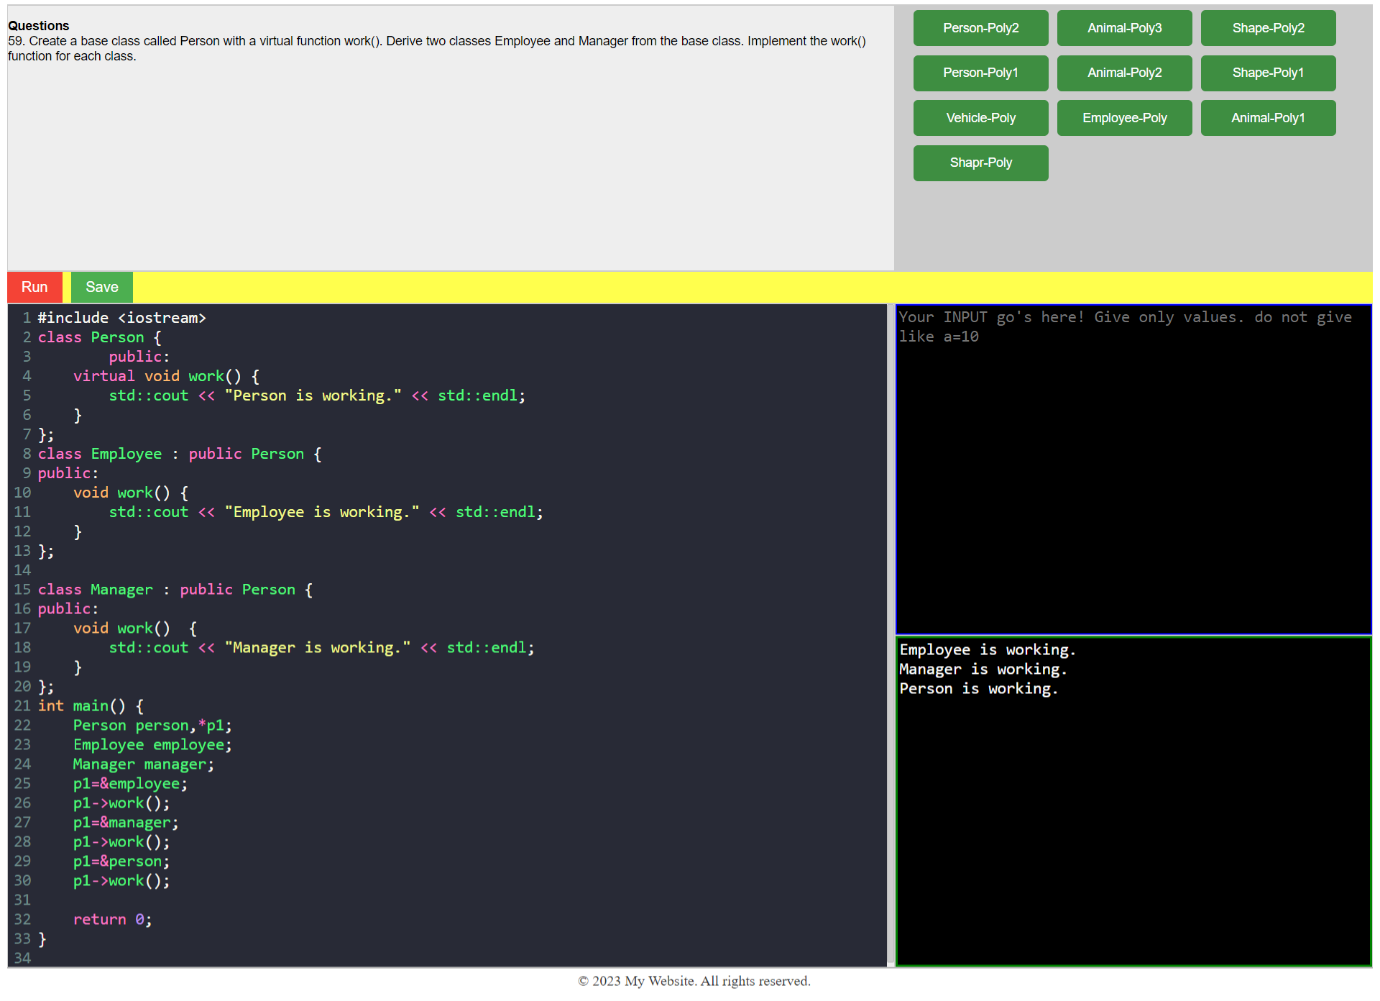 Questions
59. Create a base class called Person with a virtual function work(). Derive two classes Employee and Manager from the base class. Implement the work()
function for each class.
Person-Poly2 Animal-Poly3 Shape-Poly2
Person-Poly1 Animal-Poly2 Shape-Poly1
Vehicle-Poly Employee-Poly Animal-Poly1
Shapr-Poly
Run Save
1 #include <iostream>
2 class Person {
3         public:
4     virtual void work() {
5         std::cout << "Person is working." << std::endl;
6     }
7 };
8 class Employee : public Person {
9 public:
10     void work() {
11         std::cout << "Employee is working." << std::endl;
12     }
13 };
14
15 class Manager : public Person {
16 public:
17     void work()  {
18         std::cout << "Manager is working." << std::endl;
19     }
20 };
21 int main() {
22     Person person,*p1;
23     Employee employee;
24     Manager manager;
25     p1=&employee;
26     p1->work();
27     p1=&manager;
28     p1->work();
29     p1=&person;
30     p1->work();
31
32     return 0;
33 }
34
Your INPUT go's here! Give only values. do not give
like a=10
Employee is working.
Manager is working.
Person is working.
© 2023 My Website. All rights reserved.